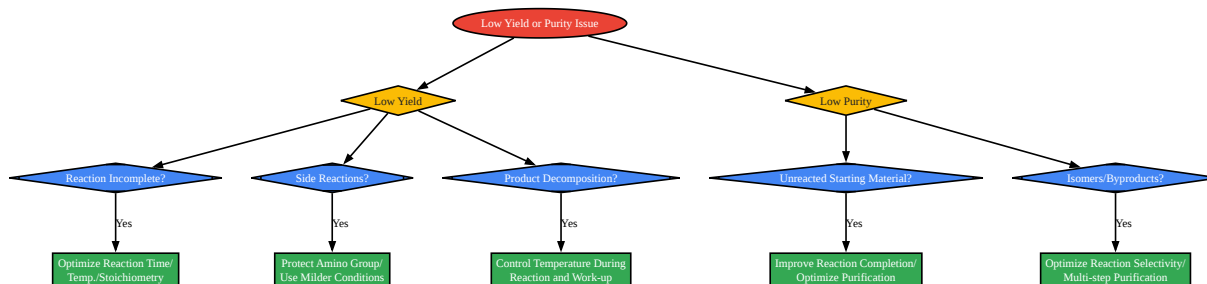 Low Yield or Purity Issue
Low Yield
Low Purity
Reaction Incomplete?
Side Reactions?
Product Decomposition?
Unreacted Starting Material?
Isomers/Byproducts?
Yes
Yes
Yes
Yes
Yes
Optimize Reaction Time/
Temp./Stoichiometry
Protect Amino Group/
Use Milder Conditions
Control Temperature During
Reaction and Work-up
Improve Reaction Completion/
Optimize Purification
Optimize Reaction Selectivity/
Multi-step Purification